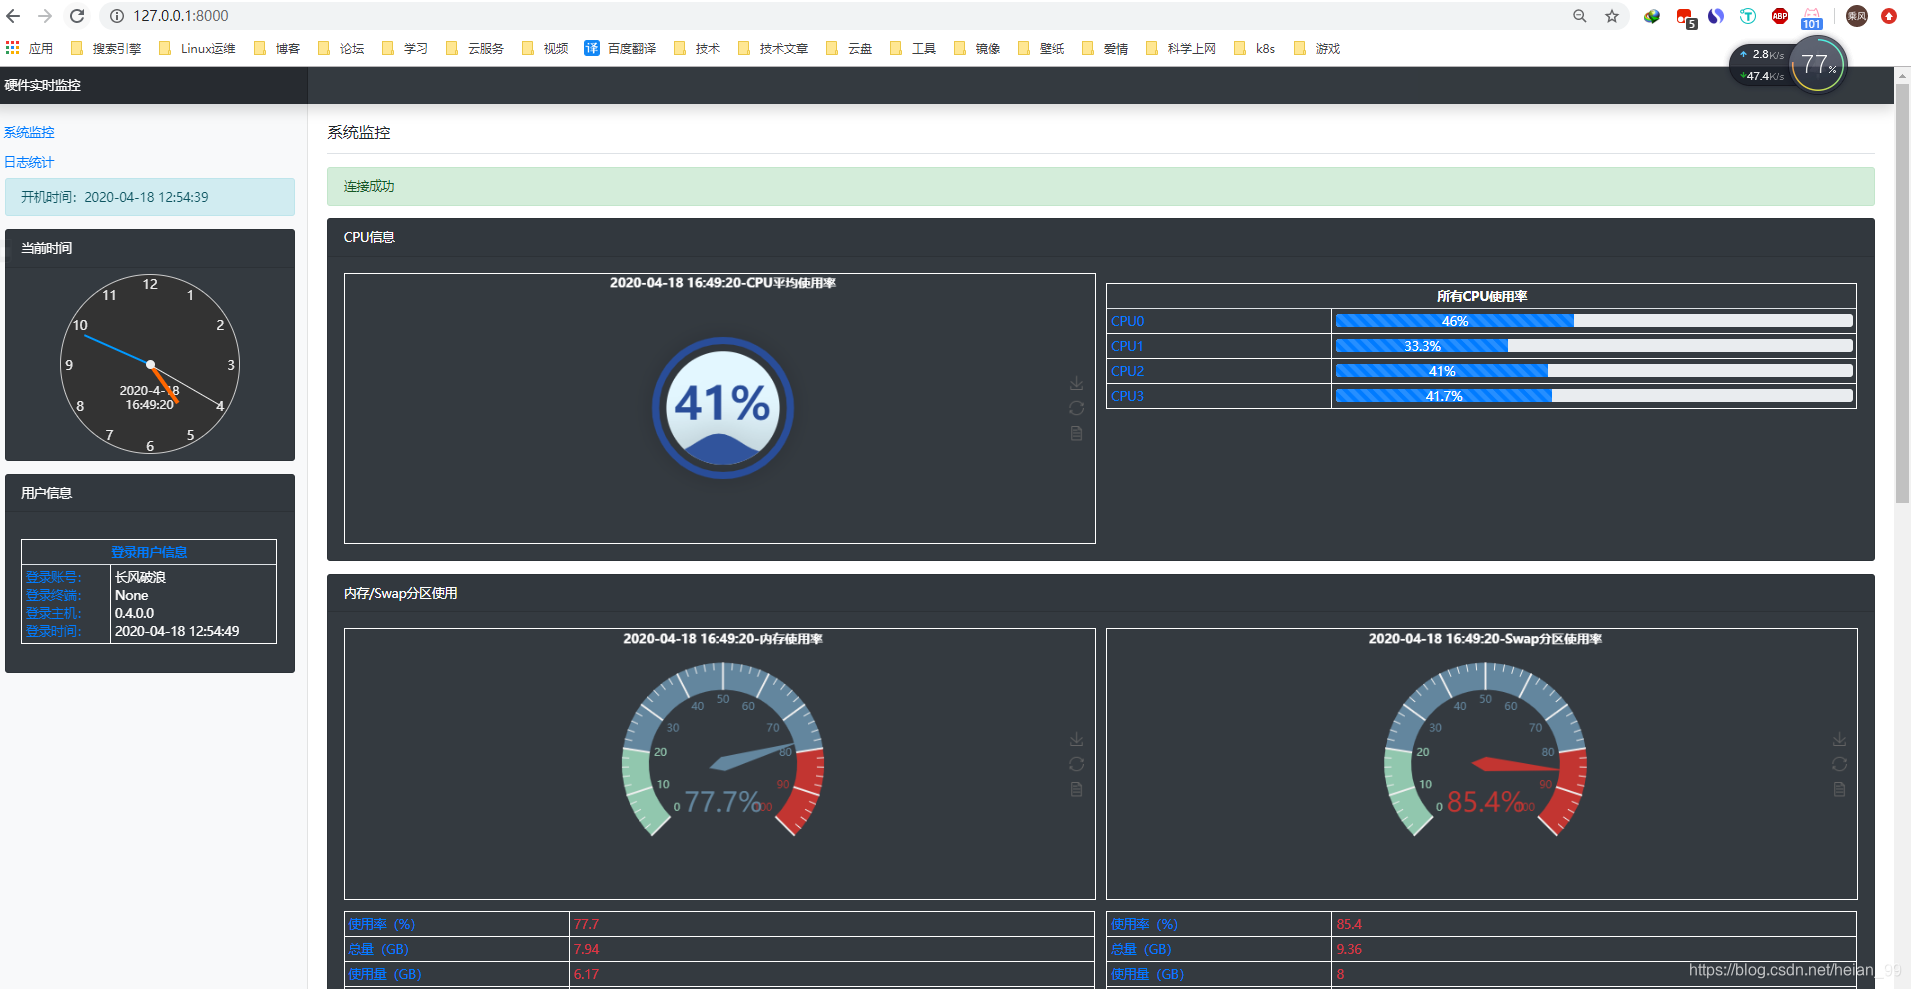 127.0.0.1:8000
应用 搜索引擎 Linux运维 博客 论坛 学习 云服务 视频 译 百度翻译 技术 技术文章 云盘 工具 镜像 壁纸 爱情 科学上网 k8s 游戏
5 ABP 101 乘风
2.8K/s
47.4K/s
77%
硬件实时监控
系统监控
日志统计
开机时间：2020-04-18 12:54:39
当前时间
12
11 1
10 2
9 3
2020-4-18
16:49:20
8 4
7 5
6
用户信息
登录用户信息
登录账号： 长风破浪
登录终端： None
登录主机： 0.4.0.0
登录时间： 2020-04-18 12:54:49
系统监控
连接成功
CPU信息
2020-04-18 16:49:20-CPU平均使用率
41%
所有CPU使用率
CPU0 46%
CPU1 33.3%
CPU2 41%
CPU3 41.7%
内存/Swap分区使用
2020-04-18 16:49:20-内存使用率
0 10 20 30 40 50 60 70 80 90 100
77.7%
2020-04-18 16:49:20-Swap分区使用率
0 10 20 30 40 50 60 70 80 90 100
85.4%
使用率（%） 77.7
总量（GB） 7.94
使用量（GB） 6.17
使用率（%） 85.4
总量（GB） 9.36
使用量（GB） 8
https://blog.csdn.net/heian_99